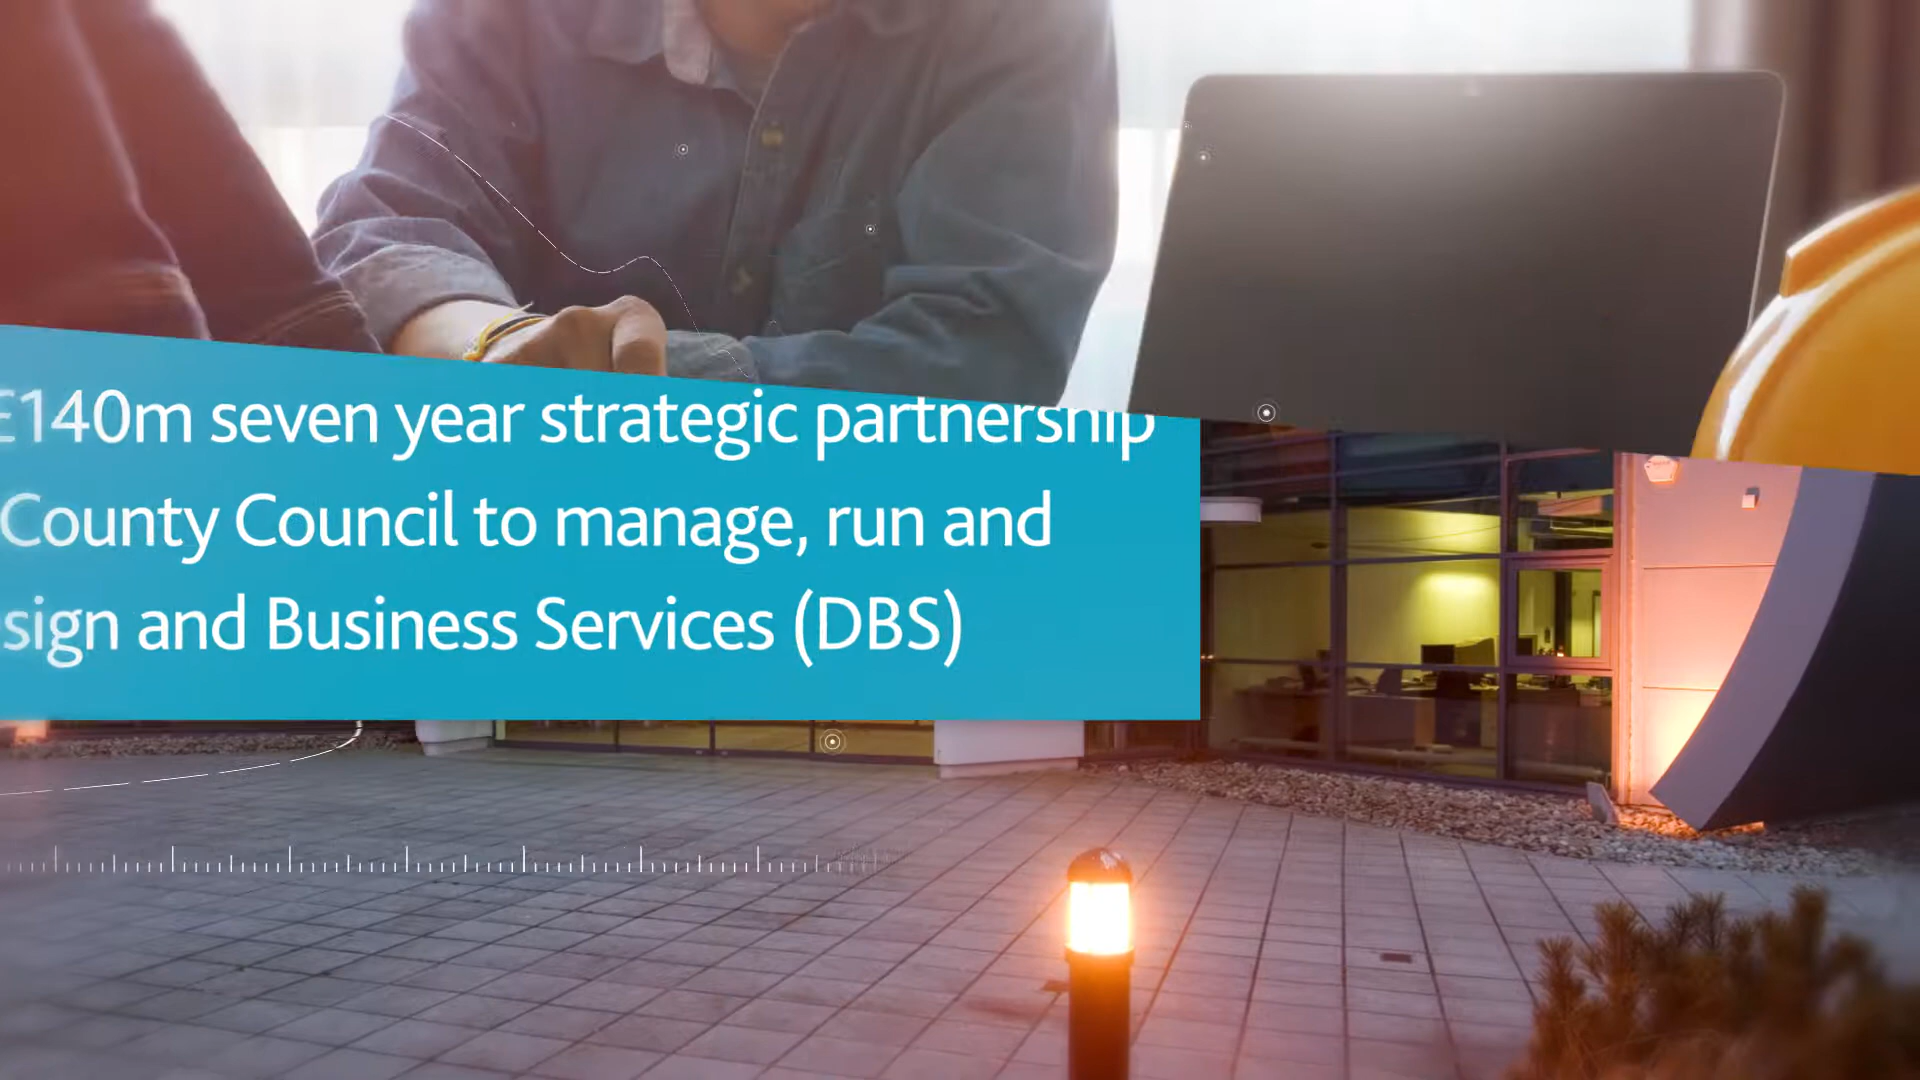 £140m seven year strategic partnership
County Council to manage, run and
sign and Business Services (DBS)